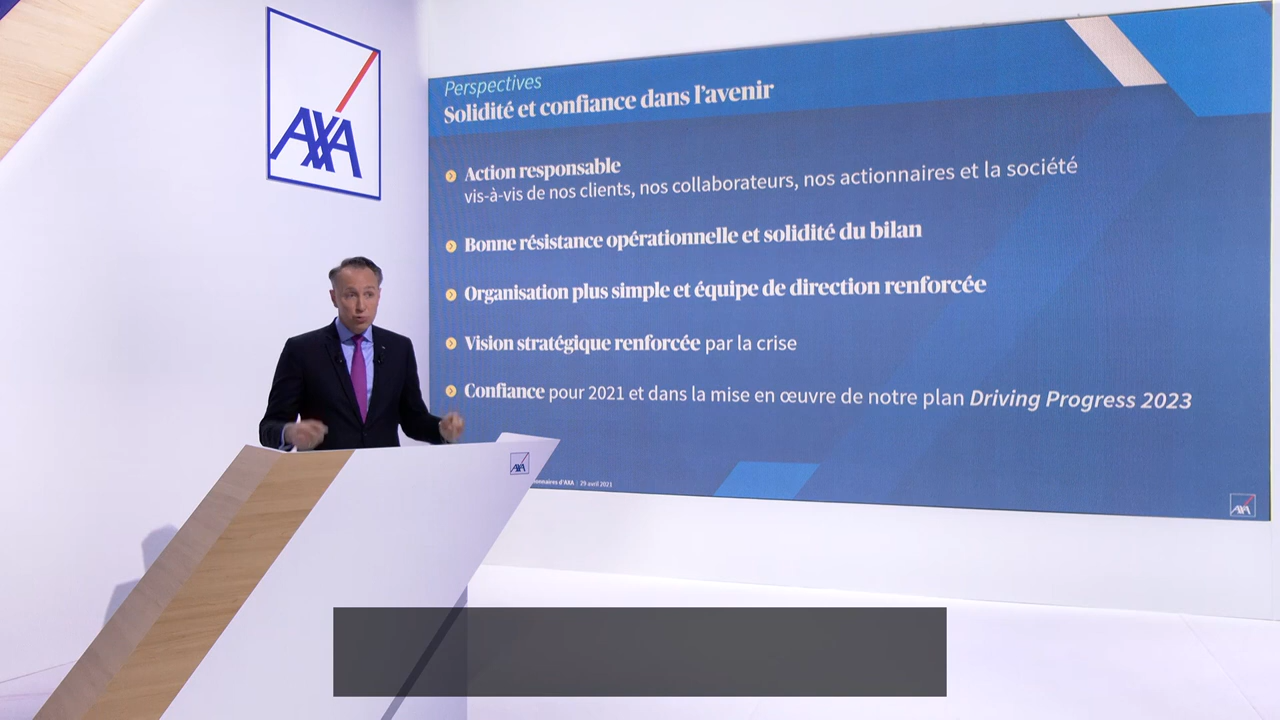 AXA
Perspectives
Solidité et confiance dans l'avenir
Action responsable
vis-à-vis de nos clients, nos collaborateurs, nos actionnaires et la société
Bonne résistance opérationnelle et solidité du bilan
Organisation plus simple et équipe de direction renforcée
Vision stratégique renforcée par la crise
Confiance pour 2021 et dans la mise en œuvre de notre plan Driving Progress 2023
AXA
d'AXA | 29 avril 2021
AXA